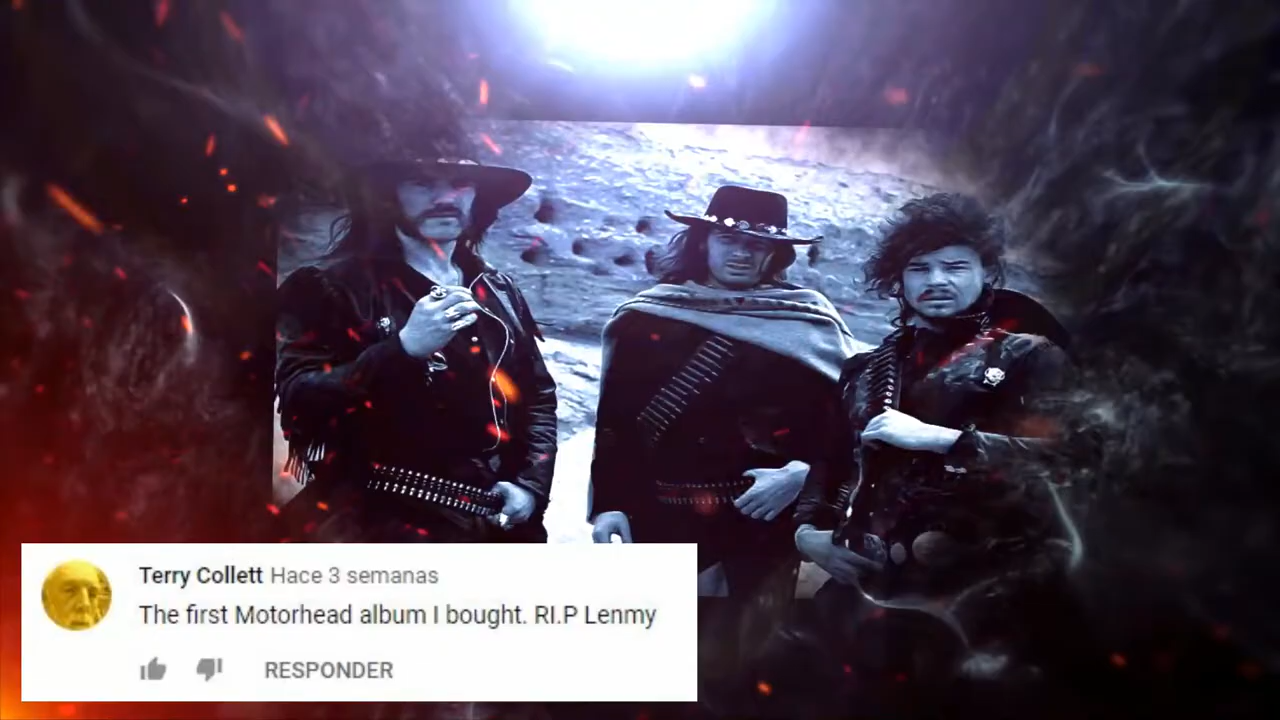 Terry Collett Hace 3 semanas
The first Motorhead album I bought. RI.P Lenmy
RESPONDER